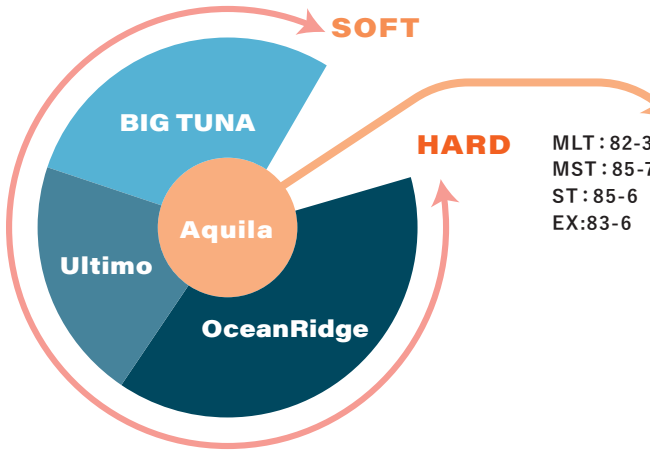 SOFT
BIG TUNA
HARD
MLT：82-3
MST：85-7
ST：85-6
EX:83-6
Aquila
Ultimo
OceanRidge